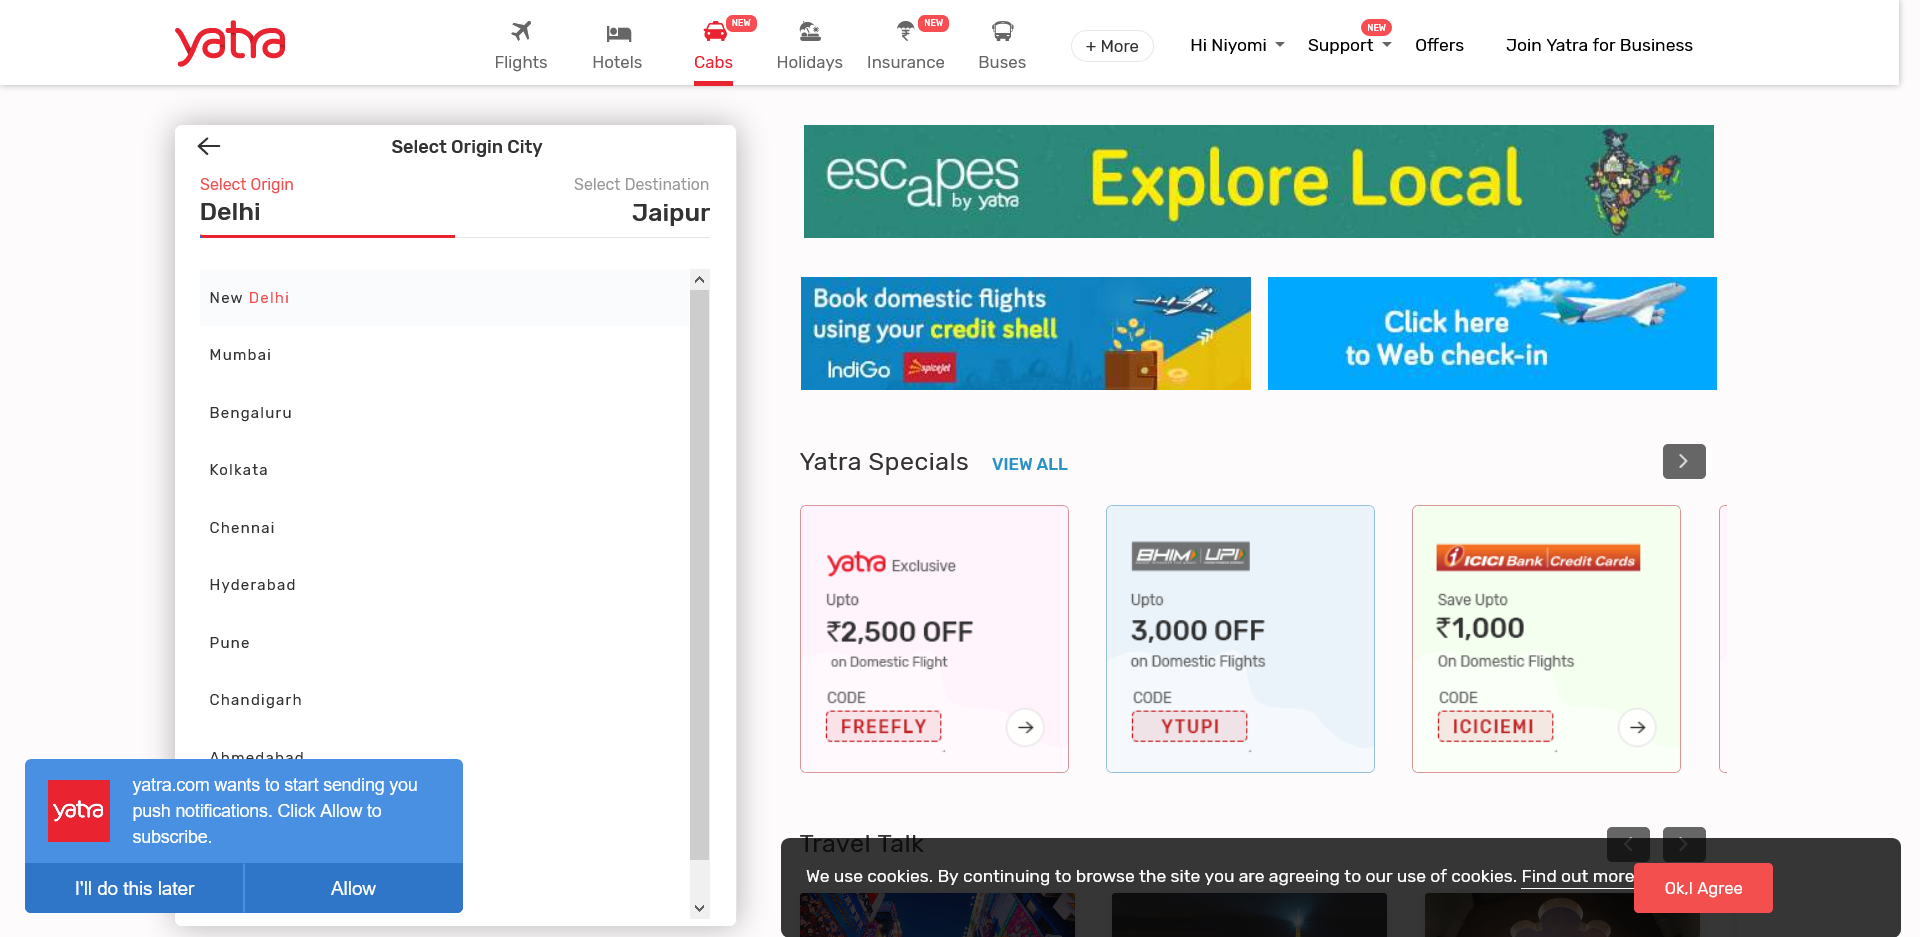 yatra
Flights
Hotels
NEW
Cabs
Holidays
NEW
Insurance
Buses
+ More
Hi Niyomi
NEW
Support
Offers
Join Yatra for Business
Select Origin City
Select Origin
Select Destination
Delhi
Jaipur
New Delhi
Mumbai
Bengaluru
Kolkata
Chennai
Hyderabad
Pune
Chandigarh
Ahmedabad
yatra
yatra.com wants to start sending you
push notifications. Click Allow to
subscribe.
I'll do this later
Allow
escapes
by yatra
Explore Local
Book domestic flights
using your credit shell
IndiGo
spicejet
Click here
to Web check-in
Yatra Specials
VIEW ALL
yatra Exclusive
Upto
₹2,500 OFF
on Domestic Flight
CODE
FREEFLY
BHIM UPI
Upto
3,000 OFF
on Domestic Flights
CODE
YTUPI
ICICI Bank Credit Cards
Save Upto
₹1,000
On Domestic Flights
CODE
ICICIEMI
Travel Talk
We use cookies. By continuing to browse the site you are agreeing to our use of cookies. Find out more
Ok,I Agree